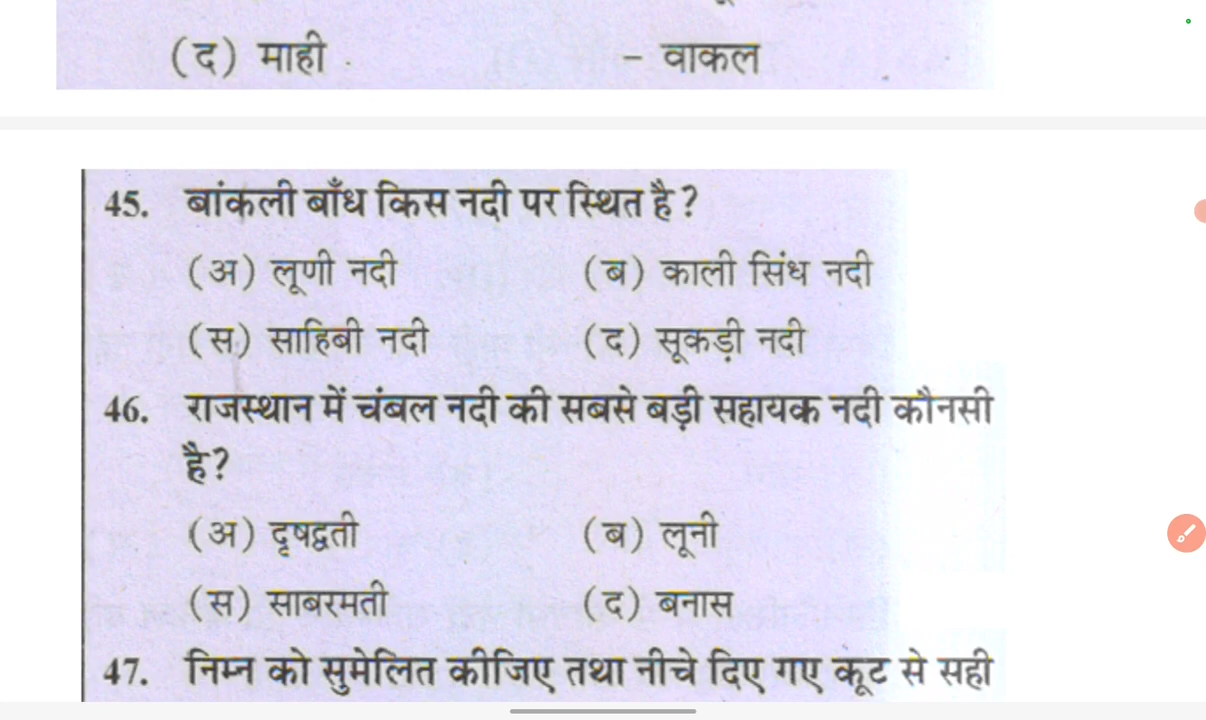 (द) माही - वाकल
45. बांकली बाँध किस नदी पर स्थित है?
(अ) लूणी नदी (ब) काली सिंध नदी
(स) साहिबी नदी (द) सूकड़ी नदी
46. राजस्थान में चंबल नदी की सबसे बड़ी सहायक नदी कौनसी
है?
(अ) दृषद्वती (ब) लूनी
(स) साबरमती (द) बनास
47. निम्न को सुमेलित कीजिए तथा नीचे दिए गए कूट से सही